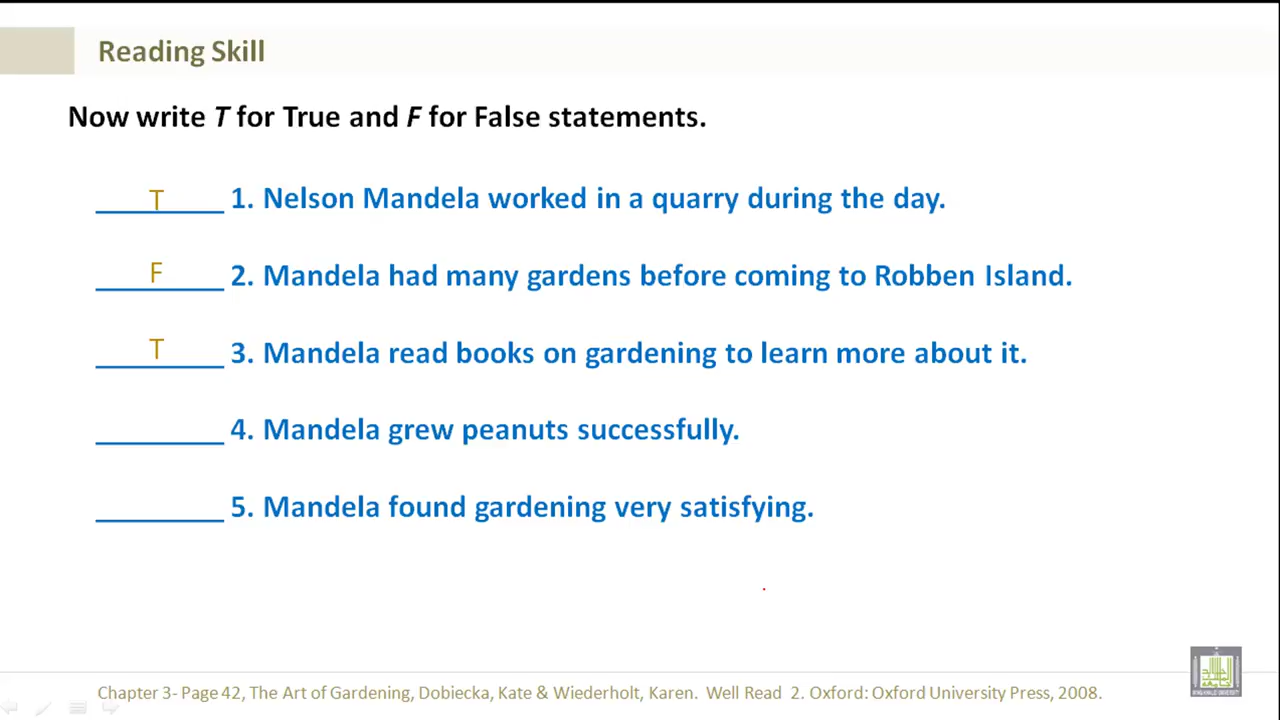 Reading Skill
Now write T for True and F for False statements.
T 1. Nelson Mandela worked in a quarry during the day.
F 2. Mandela had many gardens before coming to Robben Island.
T 3. Mandela read books on gardening to learn more about it.
4. Mandela grew peanuts successfully.
5. Mandela found gardening very satisfying.
Chapter 3- Page 42, The Art of Gardening, Dobiecka, Kate & Wiederholt, Karen. Well Read 2. Oxford: Oxford University Press, 2008.